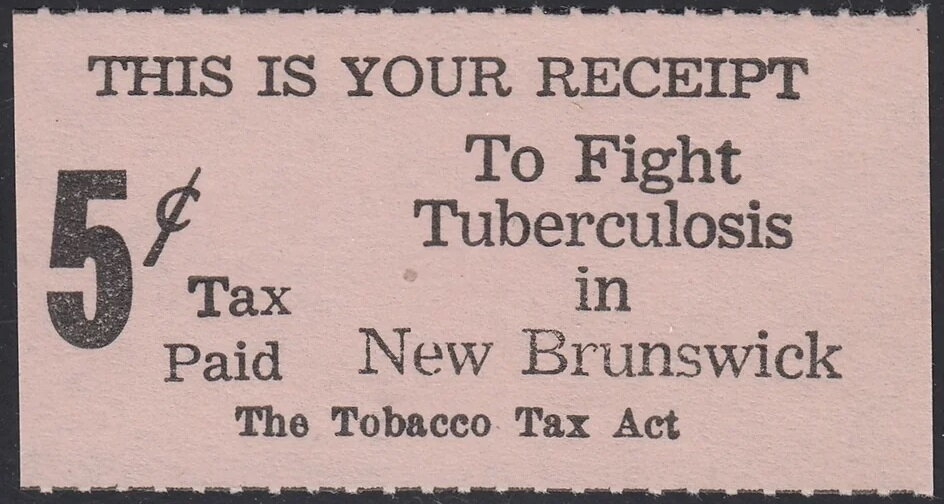 THIS IS YOUR RECEIPT
To Fight
Tuberculosis
in
New Brunswick
5¢
Tax
Paid
The Tobacco Tax Act